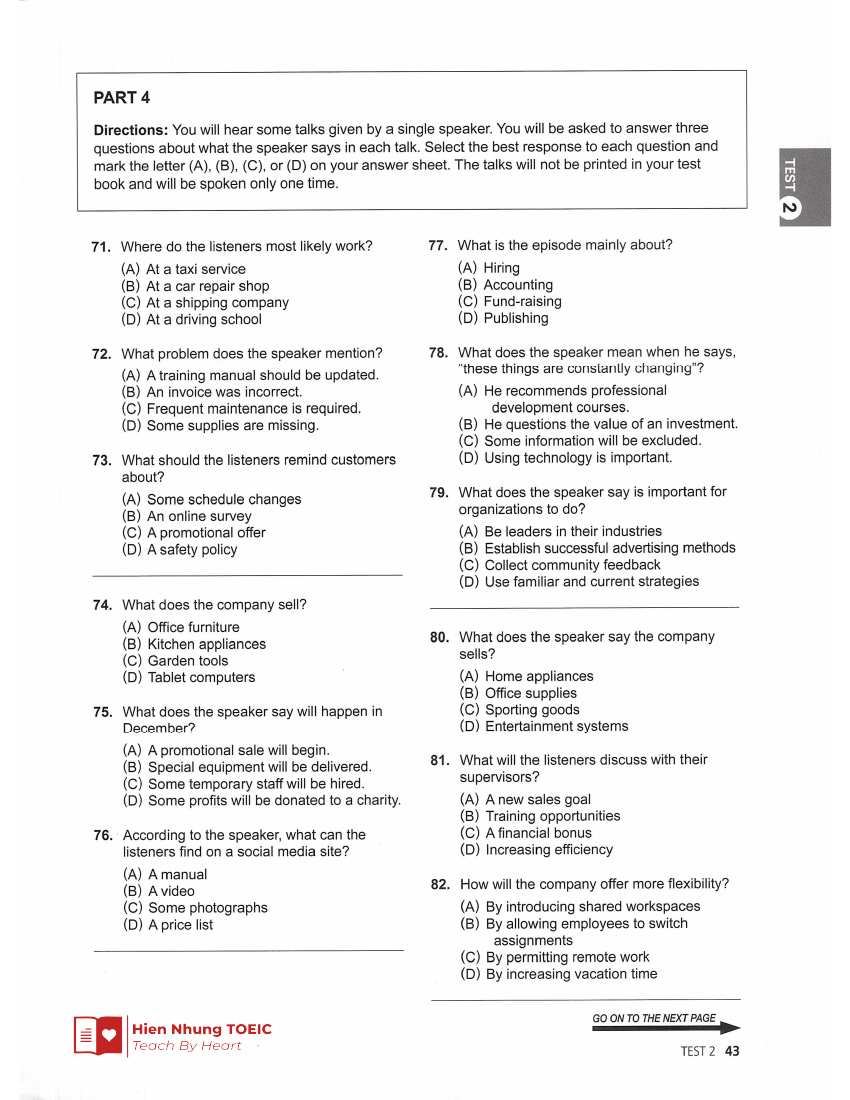 PART 4
Directions: You will hear some talks given by a single speaker. You will be asked to answer three
questions about what the speaker says in each talk. Select the best response to each question and
mark the letter (A), (B), (C), or (D) on your answer sheet. The talks will not be printed in your test
book and will be spoken only one time.
TEST 2
71. Where do the listeners most likely work?
(A) At a taxi service
(B) At a car repair shop
(C) At a shipping company
(D) At a driving school
72. What problem does the speaker mention?
(A) A training manual should be updated.
(B) An invoice was incorrect.
(C) Frequent maintenance is required.
(D) Some supplies are missing.
73. What should the listeners remind customers
about?
(A) Some schedule changes
(B) An online survey
(C) A promotional offer
(D) A safety policy
74. What does the company sell?
(A) Office furniture
(B) Kitchen appliances
(C) Garden tools
(D) Tablet computers
75. What does the speaker say will happen in
December?
(A) A promotional sale will begin.
(B) Special equipment will be delivered.
(C) Some temporary staff will be hired.
(D) Some profits will be donated to a charity.
76. According to the speaker, what can the
listeners find on a social media site?
(A) A manual
(B) A video
(C) Some photographs
(D) A price list
77. What is the episode mainly about?
(A) Hiring
(B) Accounting
(C) Fund-raising
(D) Publishing
78. What does the speaker mean when he says,
"these things are constantly changing"?
(A) He recommends professional
development courses.
(B) He questions the value of an investment.
(C) Some information will be excluded.
(D) Using technology is important.
79. What does the speaker say is important for
organizations to do?
(A) Be leaders in their industries
(B) Establish successful advertising methods
(C) Collect community feedback
(D) Use familiar and current strategies
80. What does the speaker say the company
sells?
(A) Home appliances
(B) Office supplies
(C) Sporting goods
(D) Entertainment systems
81. What will the listeners discuss with their
supervisors?
(A) A new sales goal
(B) Training opportunities
(C) A financial bonus
(D) Increasing efficiency
82. How will the company offer more flexibility?
(A) By introducing shared workspaces
(B) By allowing employees to switch
assignments
(C) By permitting remote work
(D) By increasing vacation time
GO ON TO THE NEXT PAGE
Hien Nhung TOEIC
Teach By Heart
TEST 2 43